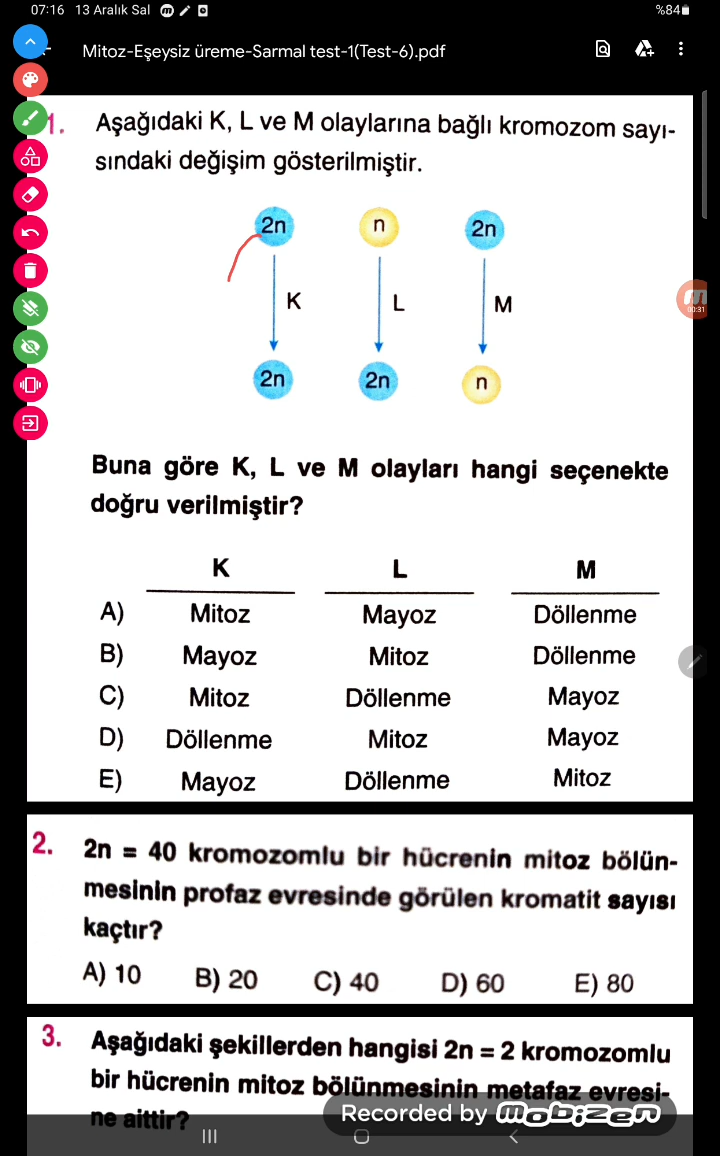 07:16 13 Aralık Sal %84
Mitoz-Eşeysiz üreme-Sarmal test-1(Test-6).pdf
1. Aşağıdaki K, L ve M olaylarına bağlı kromozom sayı-
sındaki değişim gösterilmiştir.
2n n 2n
K L M
00:31
2n 2n n
Buna göre K, L ve M olayları hangi seçenekte
doğru verilmiştir?
K L M
A) Mitoz Mayoz Döllenme
B) Mayoz Mitoz Döllenme
C) Mitoz Döllenme Mayoz
D) Döllenme Mitoz Mayoz
E) Mayoz Döllenme Mitoz
2. 2n = 40 kromozomlu bir hücrenin mitoz bölün-
mesinin profaz evresinde görülen kromatit sayısı
kaçtır?
A) 10 B) 20 C) 40 D) 60 E) 80
3. Aşağıdaki şekillerden hangisi 2n = 2 kromozomlu
bir hücrenin mitoz bölünmesinin metafaz evresi-
ne aittir?
Recorded by mobizen